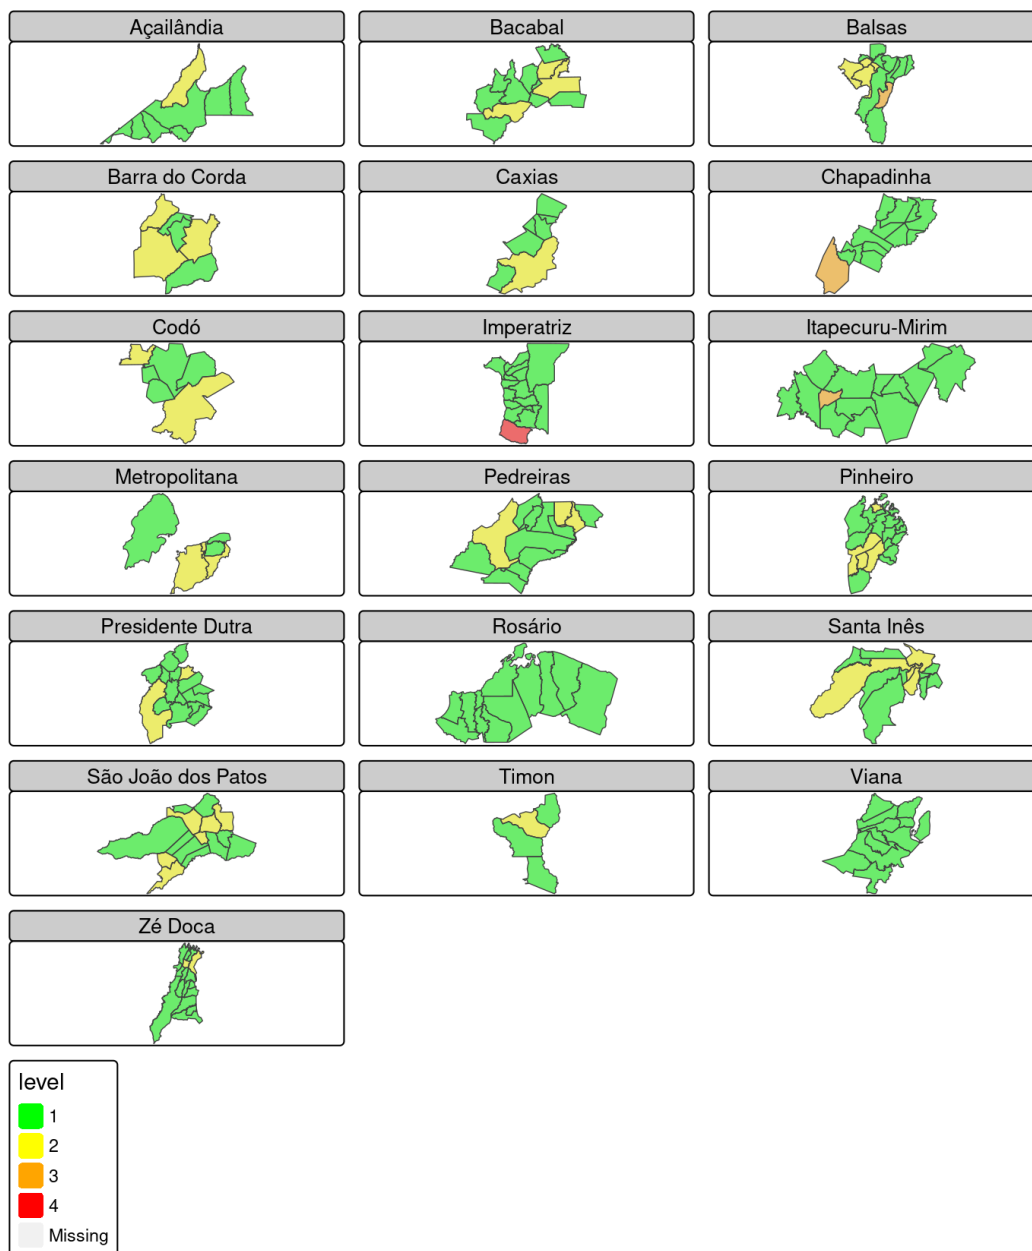 Açailândia
Bacabal
Balsas
Barra do Corda
Caxias
Chapadinha
Codó
Imperatriz
Itapecuru-Mirim
Metropolitana
Pedreiras
Pinheiro
Presidente Dutra
Rosário
Santa Inês
São João dos Patos
Timon
Viana
Zé Doca
level
1
2
3
4
Missing